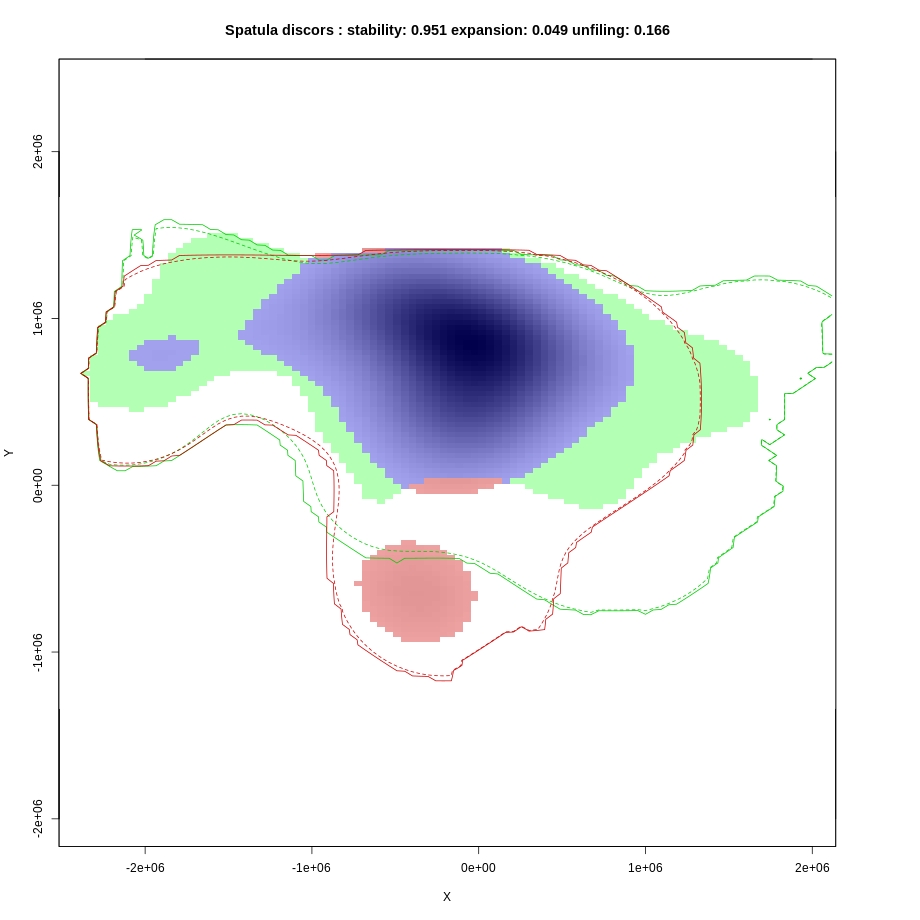 Spatula discors : stability: 0.951 expansion: 0.049 unfiling: 0.166
2e+06
1e+06
0e+00
-1e+06
-2e+06
Y
-2e+06 -1e+06 0e+00 1e+06 2e+06
X